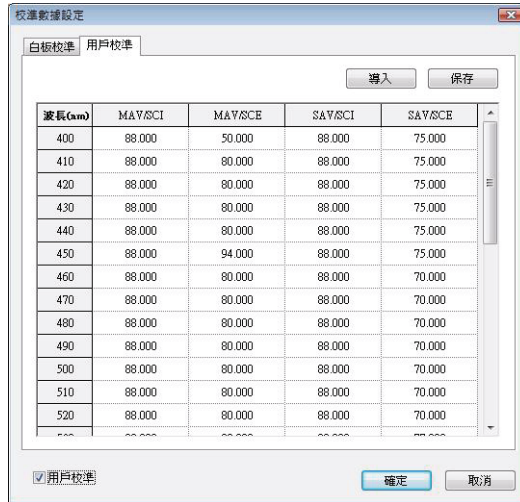 校準數據設定
白板校準 用戶校準
導入 保存
波長(nm) MAV/SCI MAV/SCE SAV/SCI SAV/SCE
400 88.000 50.000 88.000 75.000
410 88.000 80.000 88.000 75.000
420 88.000 80.000 88.000 75.000
430 88.000 80.000 88.000 75.000
440 88.000 80.000 88.000 75.000
450 88.000 94.000 88.000 75.000
460 88.000 80.000 88.000 70.000
470 88.000 80.000 88.000 70.000
480 88.000 80.000 88.000 70.000
490 88.000 80.000 88.000 70.000
500 88.000 80.000 88.000 70.000
510 88.000 80.000 88.000 70.000
520 88.000 80.000 88.000 70.000
用戶校準
確定 取消